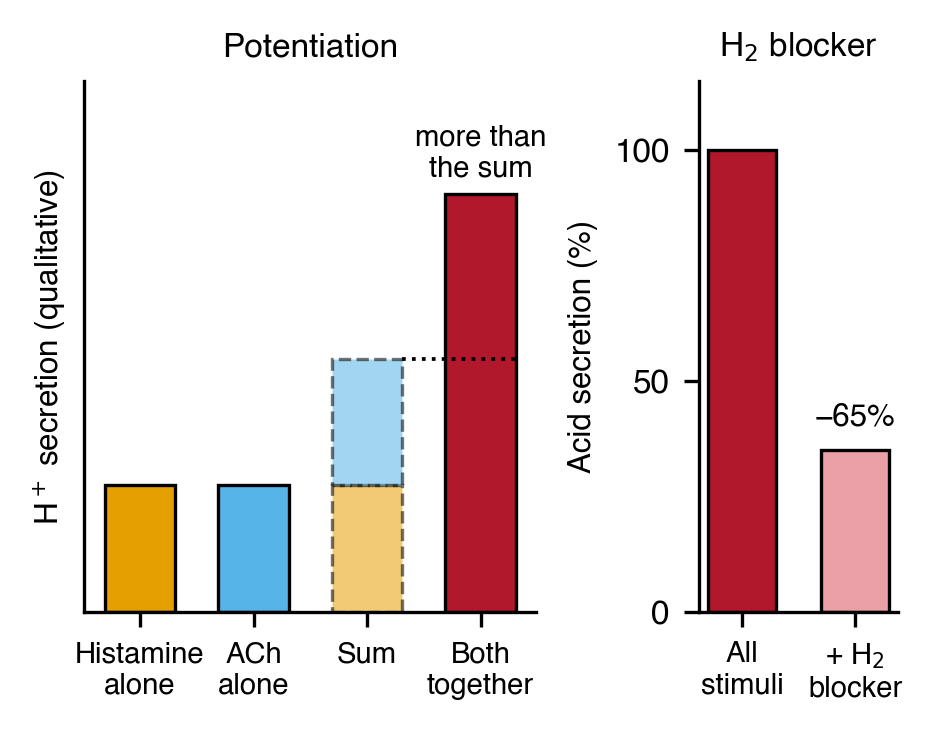 Potentiation
H⁺ secretion (qualitative)
more than
the sum
Histamine
alone
ACh
alone
Sum
Both
together
H₂ blocker
Acid secretion (%)
100
50
0
–65%
All
stimuli
+ H₂
blocker